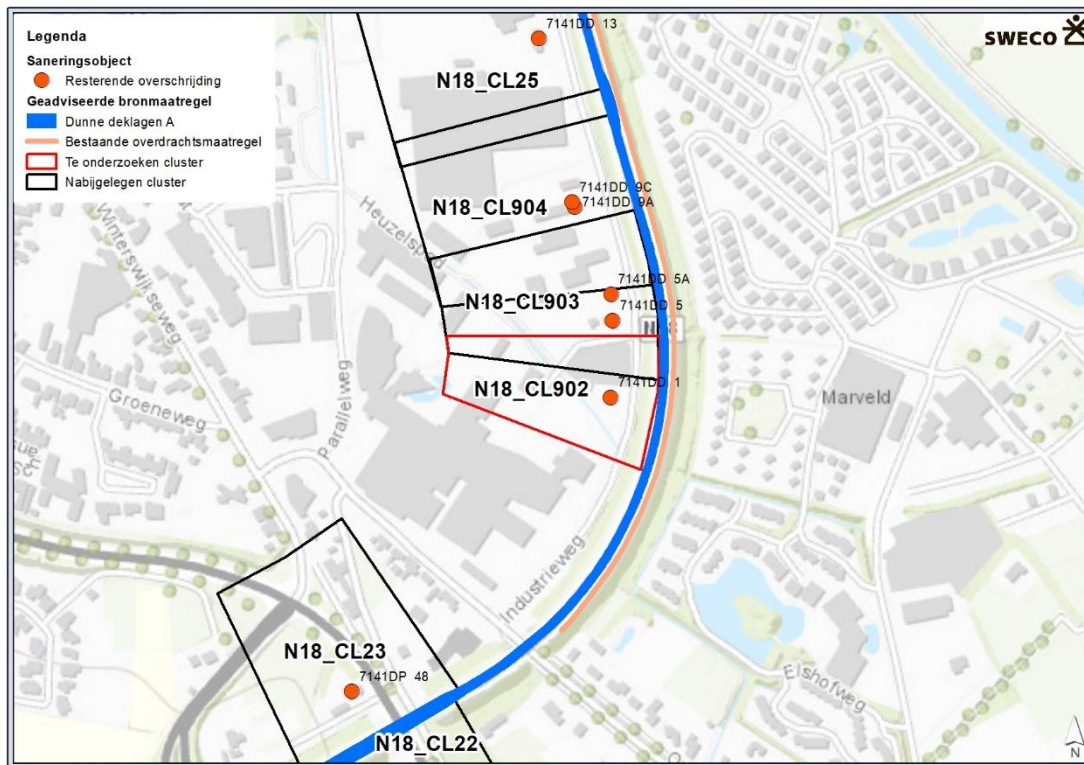 Legenda
Saneringsobject
Resterende overschrijding
Geadviseerde bronmaatregel
Dunne deklagen A
Bestaande overdrachtsmaatregel
Te onderzoeken cluster
Nabijgelegen cluster
SWECO
7141DD 13
N18_CL25
7141DD 9C
7141DD 9A
N18_CL904
Heuzelspad
Winterswijkseweg
7141DD 5A
N18_CL903
7141DD 5
7141DD 1
N18_CL902
Marveld
Groeneweg
Parallelweg
Industrieweg
N18_CL23
7141DP 48
Elshofweg
N18_CL22
N